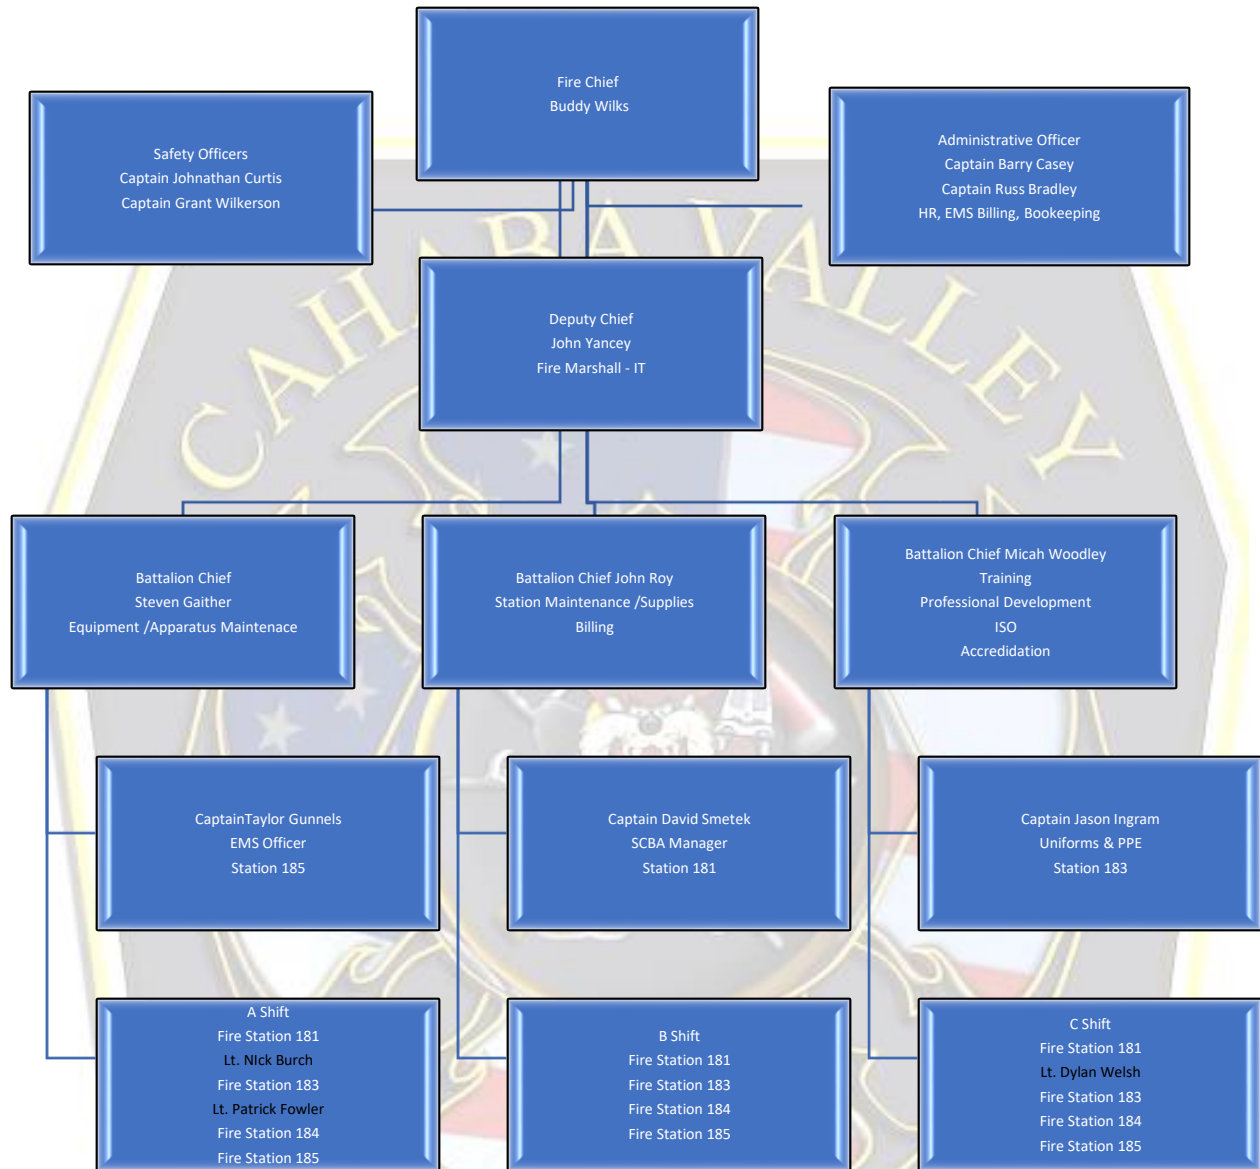 Fire Chief
Buddy Wilks
Safety Officers
Captain Johnathan Curtis
Captain Grant Wilkerson
Administrative Officer
Captain Barry Casey
Captain Russ Bradley
HR, EMS Billing, Bookeeping
CAHABA VALLEY
Deputy Chief
John Yancey
Fire Marshall - IT
Battalion Chief
Steven Gaither
Equipment /Apparatus Maintenace
Battalion Chief John Roy
Station Maintenance /Supplies
Billing
Battalion Chief Micah Woodley
Training
Professional Development
ISO
Accredidation
CaptainTaylor Gunnels
EMS Officer
Station 185
Captain David Smetek
SCBA Manager
Station 181
Captain Jason Ingram
Uniforms & PPE
Station 183
A Shift
Fire Station 181
Lt. NIck Burch
Fire Station 183
Lt. Patrick Fowler
Fire Station 184
Fire Station 185
B Shift
Fire Station 181
Fire Station 183
Fire Station 184
Fire Station 185
C Shift
Fire Station 181
Lt. Dylan Welsh
Fire Station 183
Fire Station 184
Fire Station 185